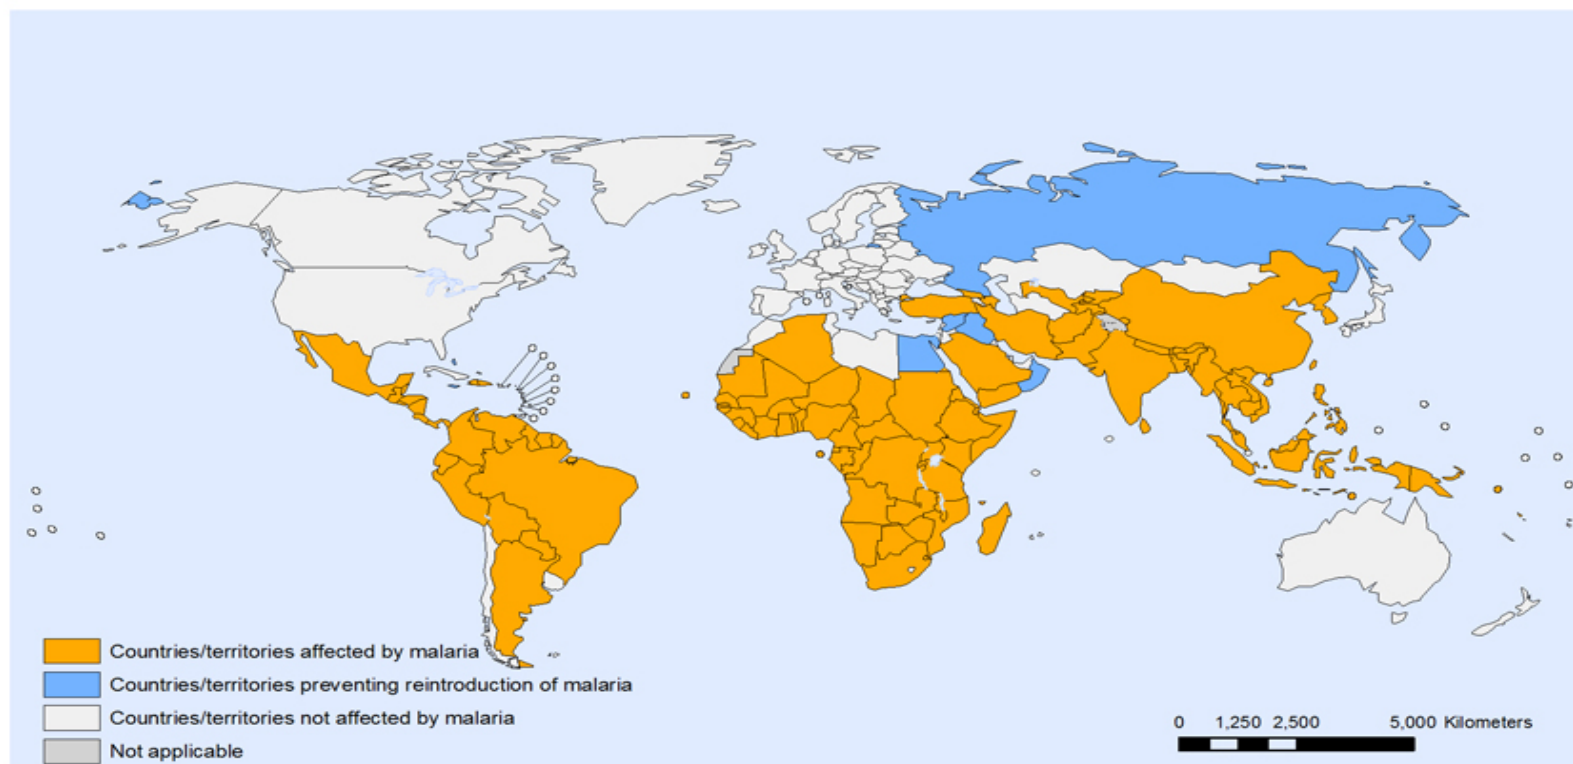 Countries/territories affected by malaria
Countries/territories preventing reintroduction of malaria
Countries/territories not affected by malaria
Not applicable
0 1,250 2,500 5,000 Kilometers